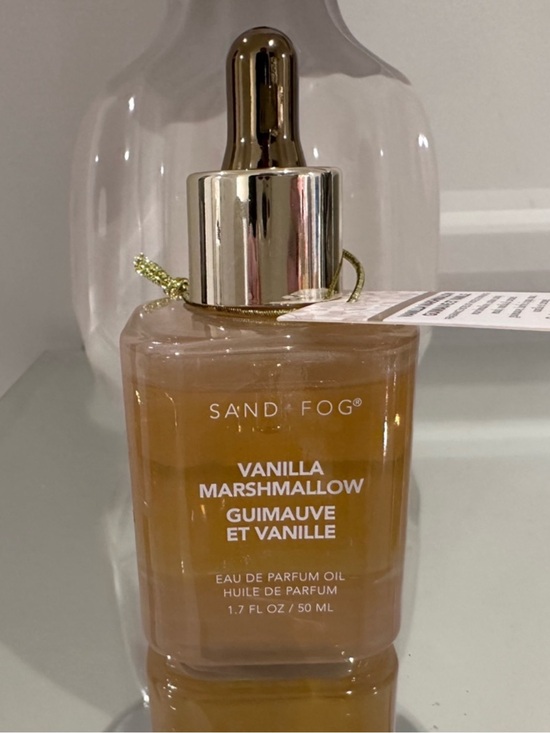 SAND + FOG®
VANILLA
MARSHMALLOW
GUIMAUVE
ET VANILLE
EAU DE PARFUM OIL
HUILE DE PARFUM
1.7 FL OZ / 50 ML